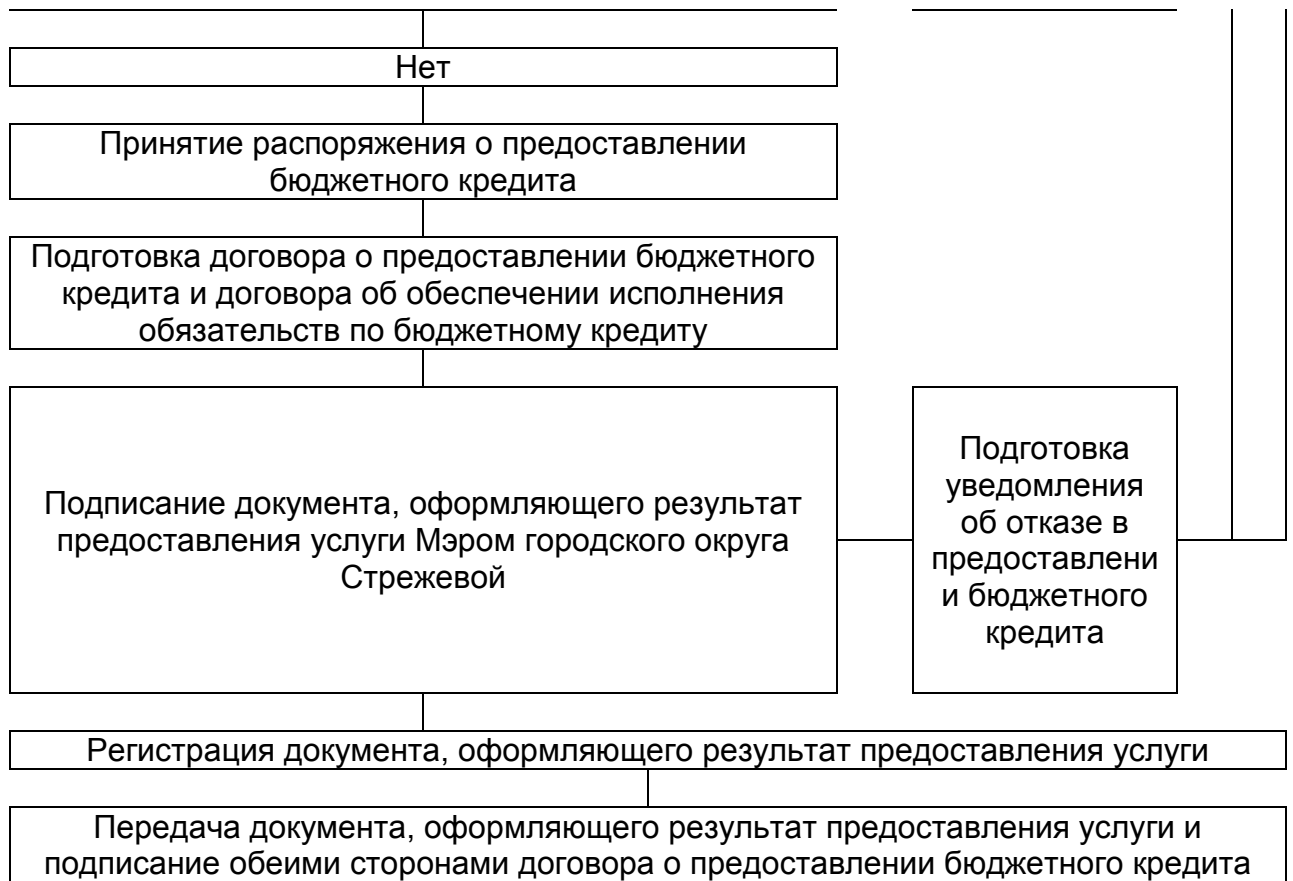 Нет
Принятие распоряжения о предоставлении
бюджетного кредита
Подготовка договора о предоставлении бюджетного
кредита и договора об обеспечении исполнения
обязательств по бюджетному кредиту
Подписание документа, оформляющего результат
предоставления услуги Мэром городского округа
Стрежевой
Подготовка
уведомления
об отказе в
предоставлени
и бюджетного
кредита
Регистрация документа, оформляющего результат предоставления услуги
Передача документа, оформляющего результат предоставления услуги и
подписание обеими сторонами договора о предоставлении бюджетного кредита